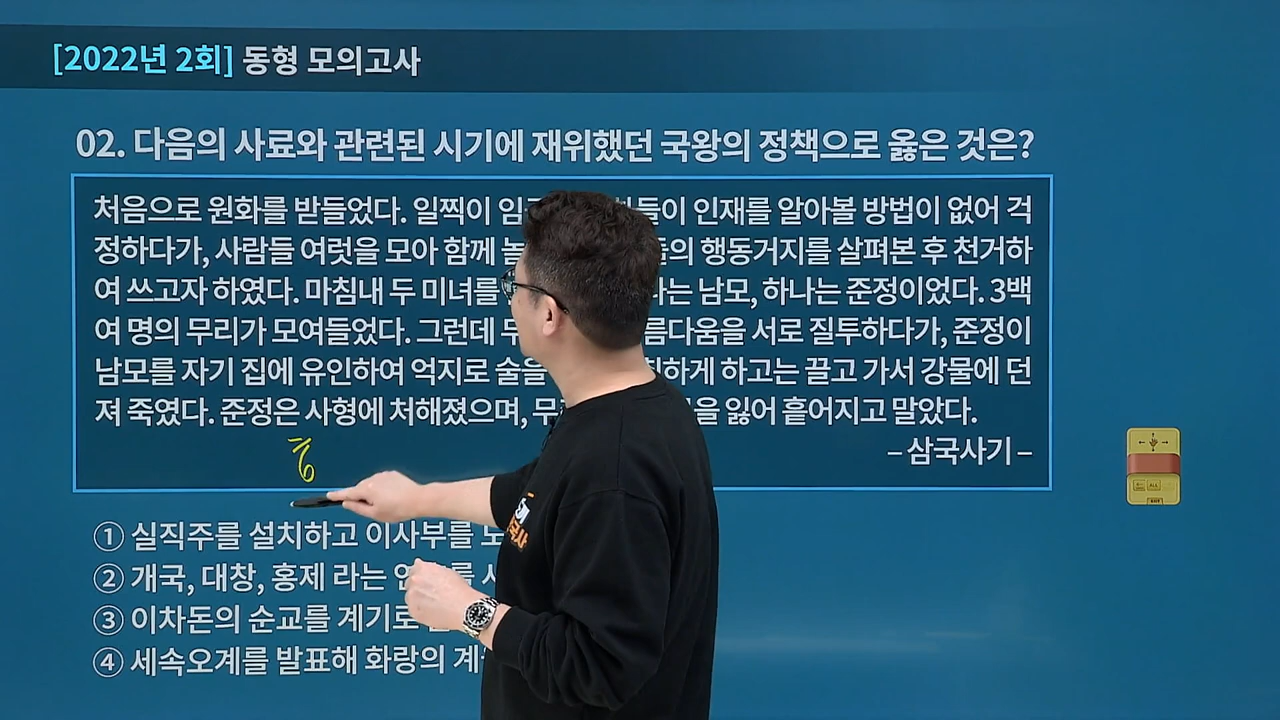 [2022년 2회] 동형 모의고사
02. 다음의 사료와 관련된 시기에 재위했던 국왕의 정책으로 옳은 것은?
처음으로 원화를 받들었다. 일찍이 이 인재를 알아볼 방법이 없어 걱
정하다가, 사람들 여럿을 모아 함께 행동거지를 살펴본 후 천거하
여 쓰고자 하였다. 마침내 두 미녀를 남모, 하나는 준정이었다. 3백
여 명의 무리가 모여들었다. 그런데 서로 질투하다가, 준정이
남모를 자기 집에 유인하여 억지로 술을 하게 하고는 끌고 가서 강물에 던
져 죽였다. 준정은 사형에 처해졌으며, 잃어 흩어지고 말았다.
– 삼국사기 –
① 실직주를 설치하고 이사부를
② 개국, 대창, 홍제 라는
③ 이차돈의 순교를 계기로
④ 세속오계를 발표해 화랑의